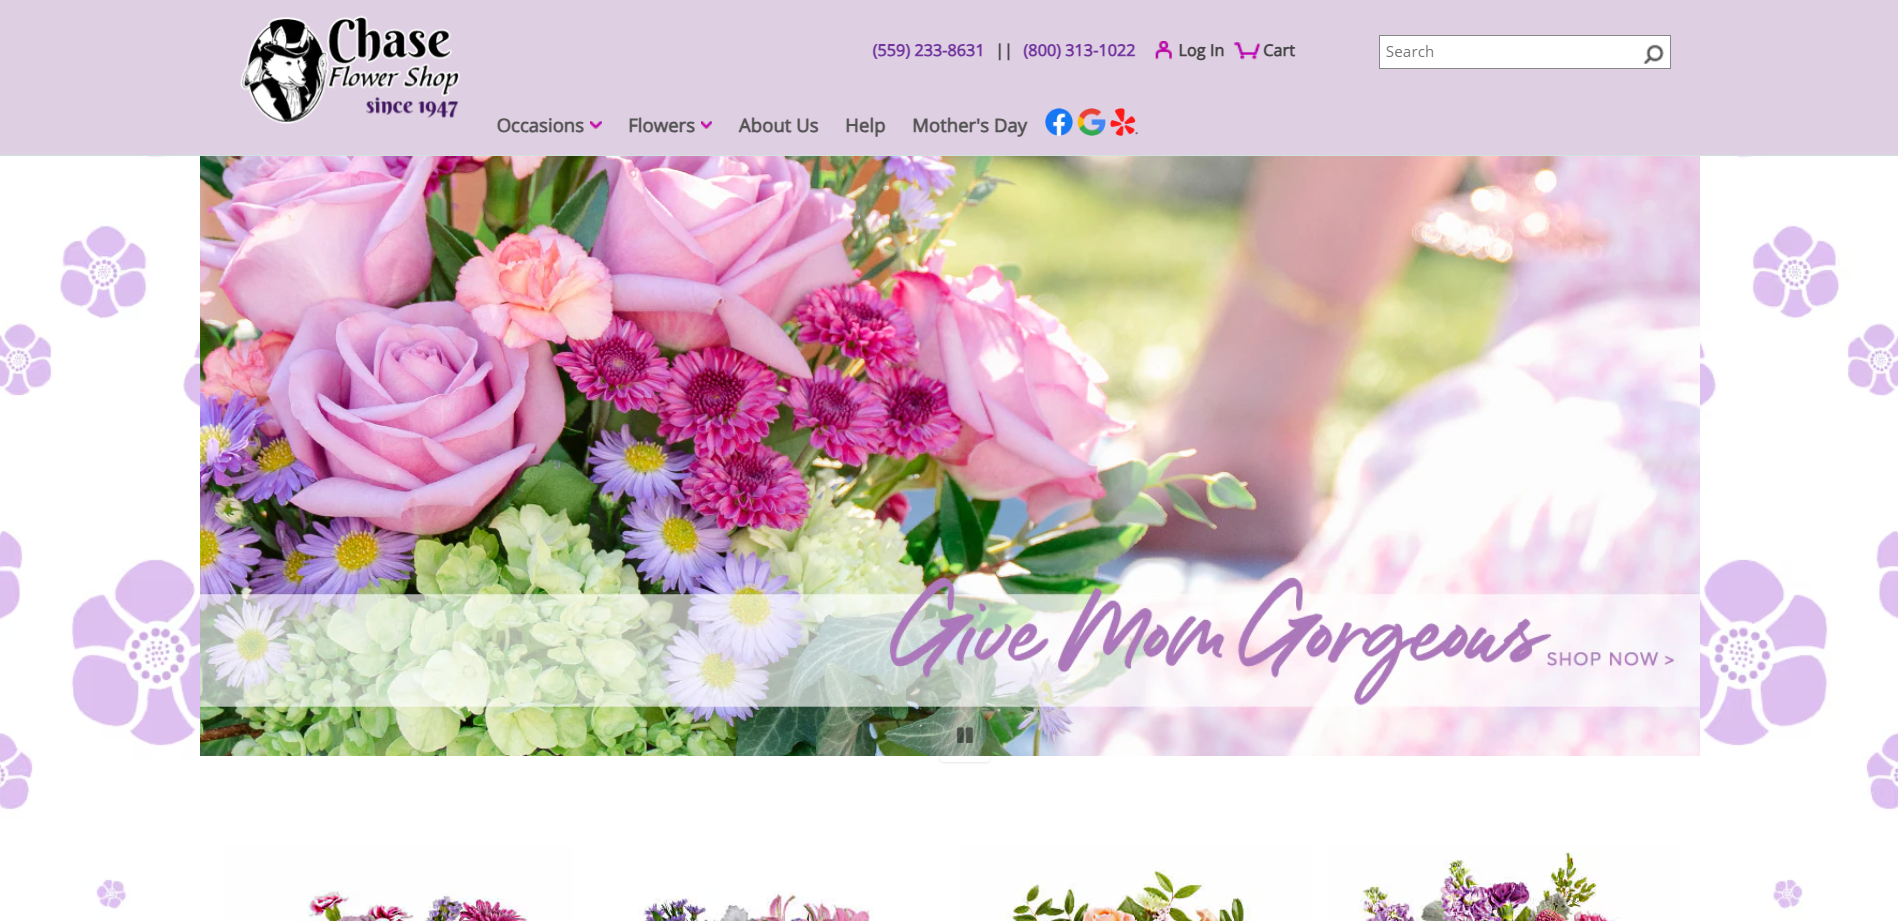 Chase
Flower Shop
since 1947
(559) 233-8631 || (800) 313-1022 Log In Cart
Search
Occasions Flowers About Us Help Mother's Day
Give Mom Gorgeous
SHOP NOW >